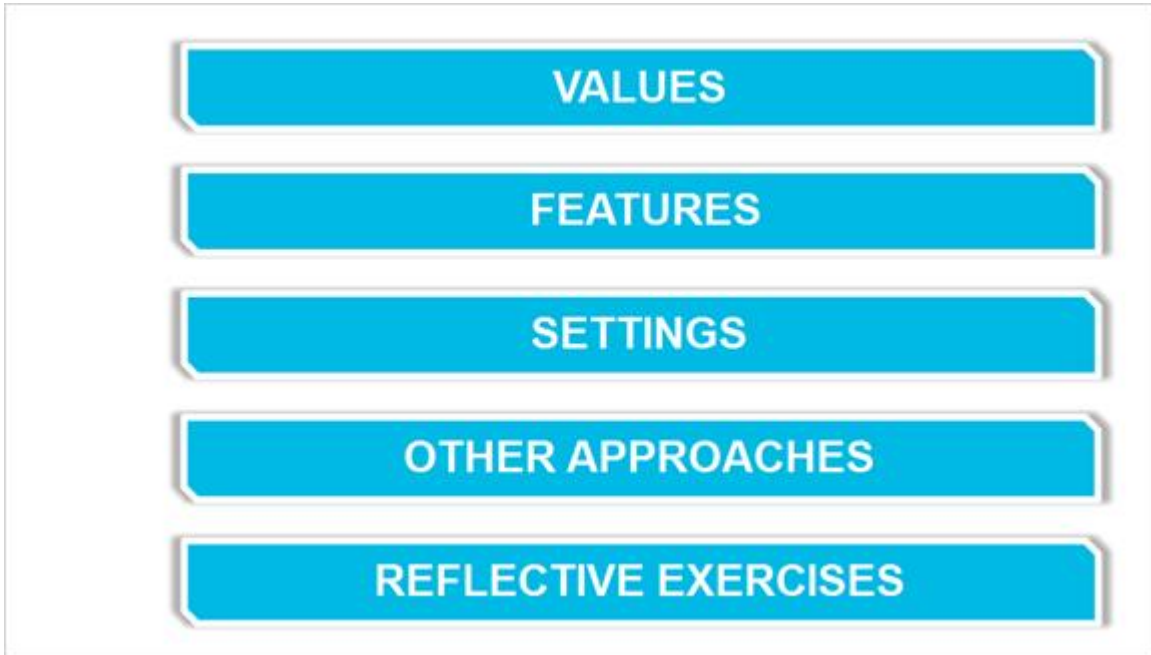 VALUES
FEATURES
SETTINGS
OTHER APPROACHES
REFLECTIVE EXERCISES